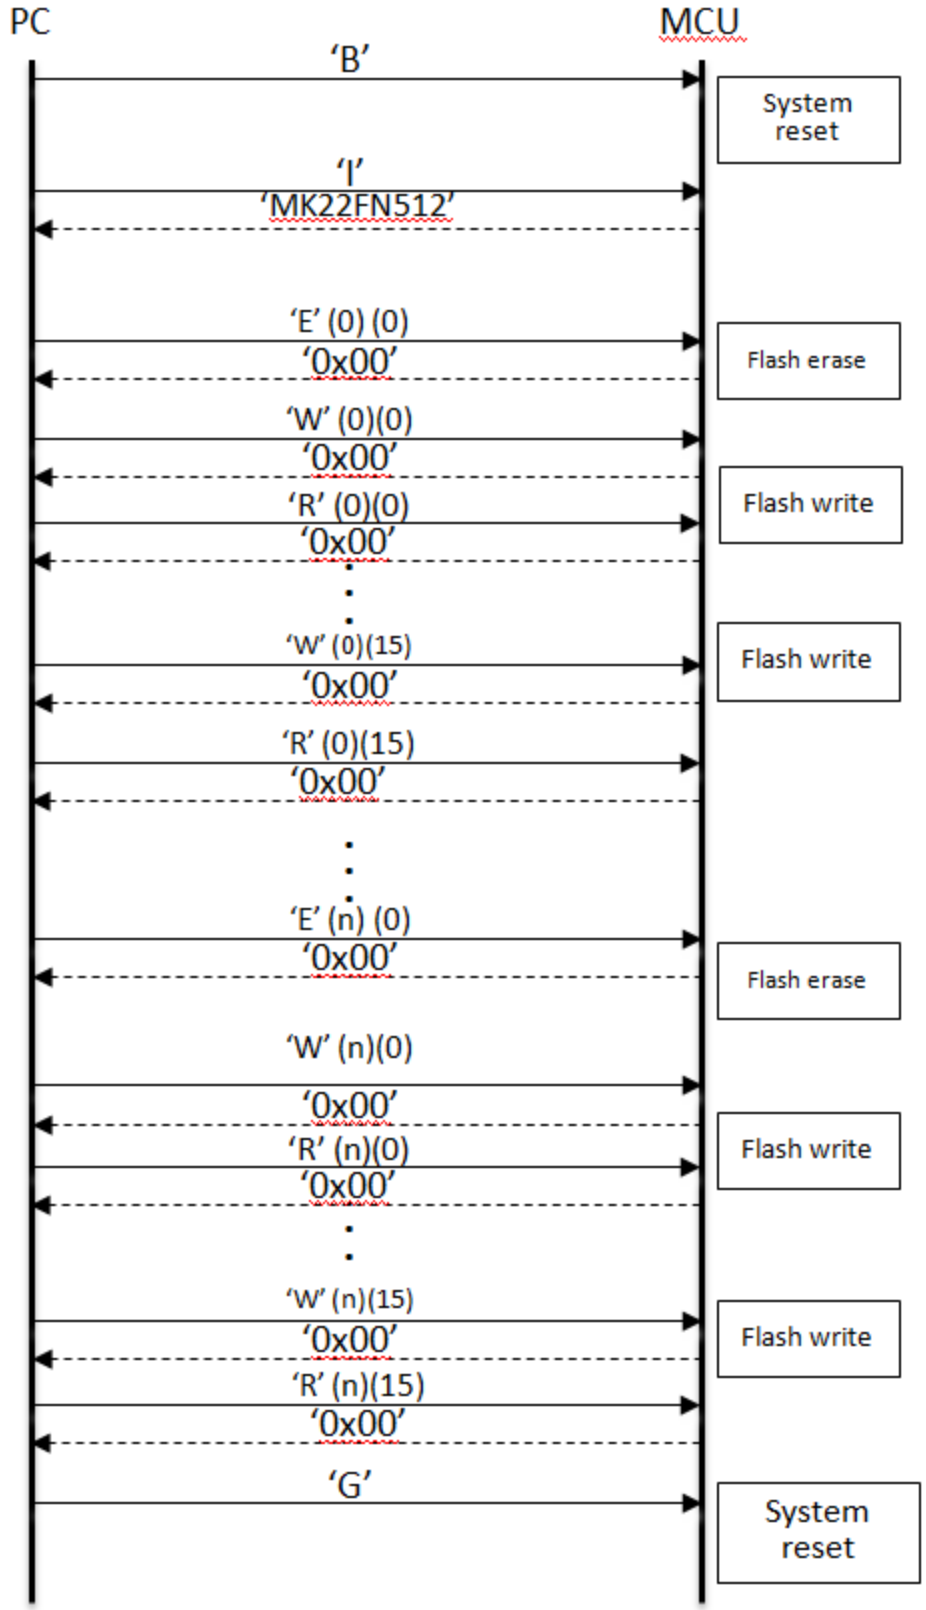 PC
MCU
‘B’
System
reset
‘I’
‘MK22FN512’
‘E’ (0) (0)
‘0x00’
Flash erase
‘W’ (0)(0)
‘0x00’
Flash write
‘R’ (0)(0)
‘0x00’
‘W’ (0)(15)
‘0x00’
Flash write
‘R’ (0)(15)
‘0x00’
‘E’ (n) (0)
‘0x00’
Flash erase
‘W’ (n)(0)
‘0x00’
Flash write
‘R’ (n)(0)
‘0x00’
‘W’ (n)(15)
‘0x00’
Flash write
‘R’ (n)(15)
‘0x00’
‘G’
System
reset